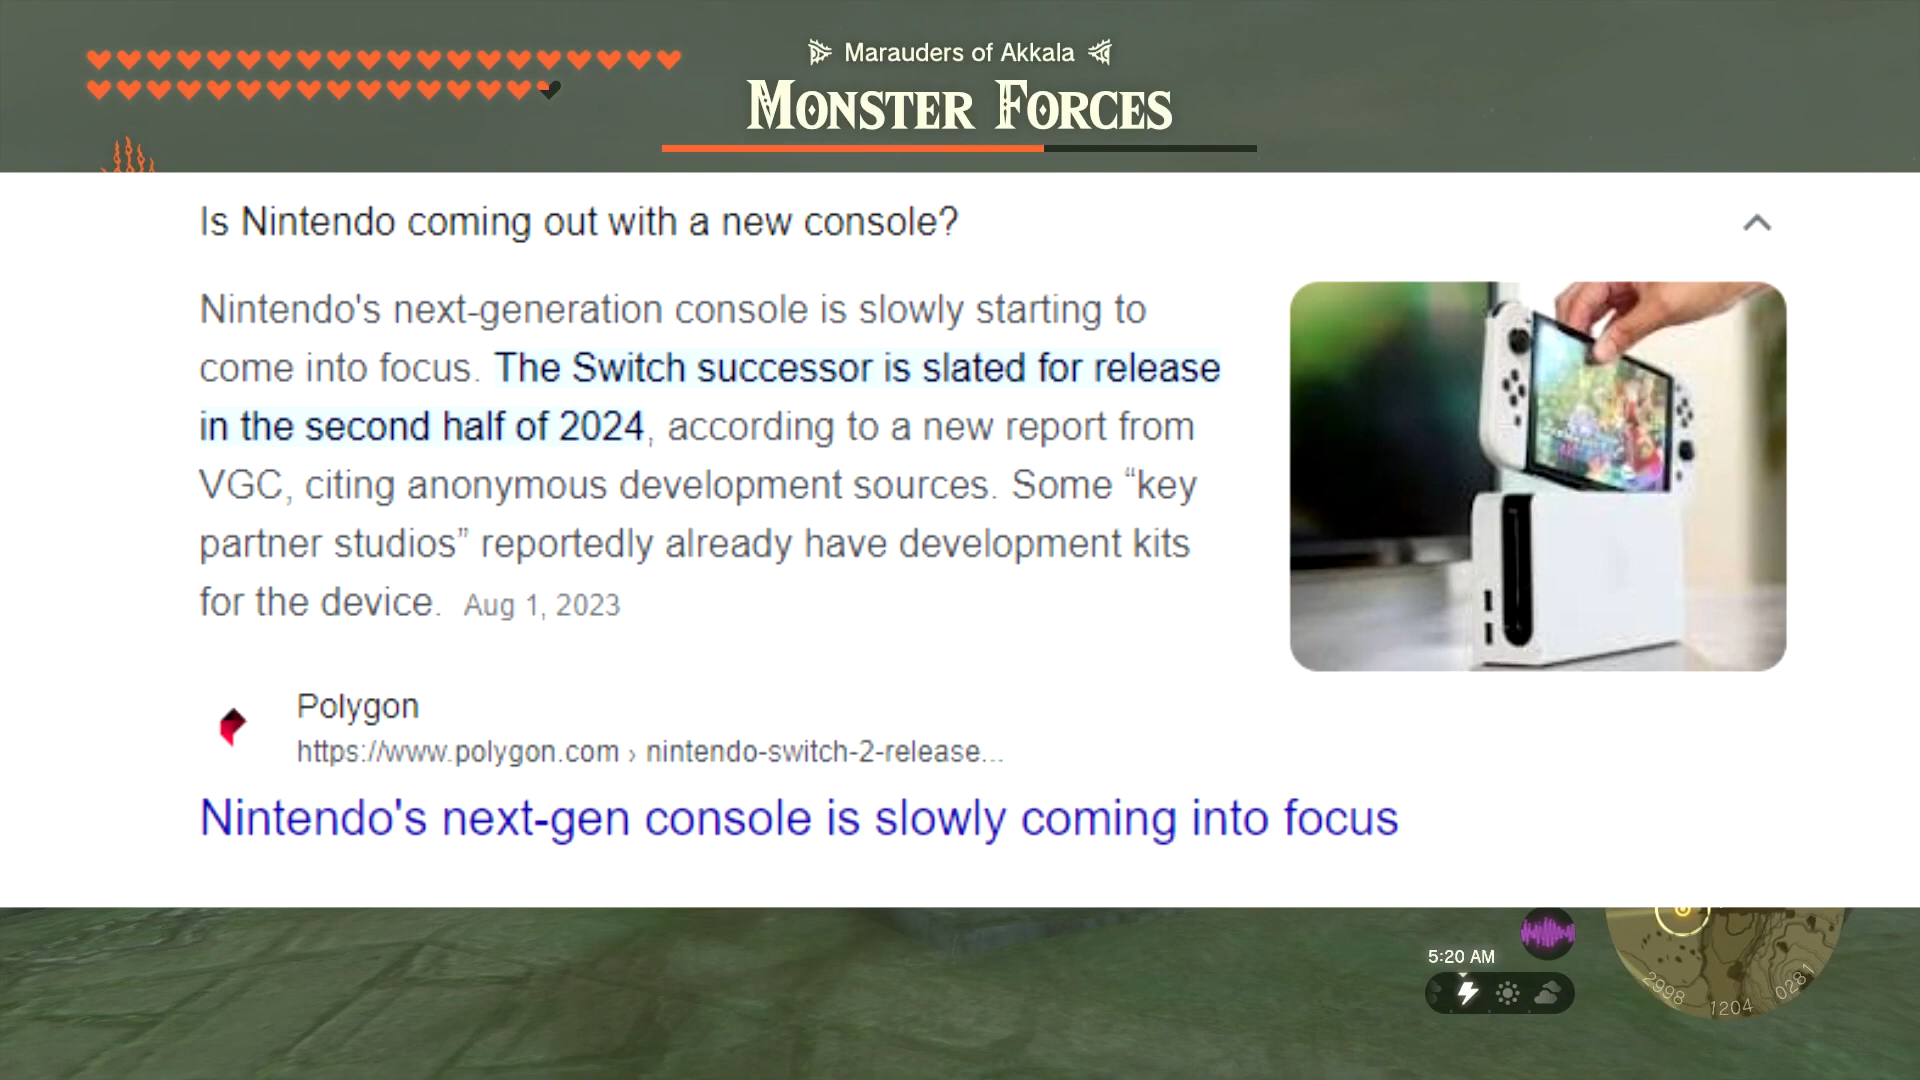 Marauders of Akkala
MONSTER FORCES
Is Nintendo coming out with a new console?
Nintendo's next-generation console is slowly starting to
come into focus. The Switch successor is slated for release
in the second half of 2024, according to a new report from
VGC, citing anonymous development sources. Some “key
partner studios” reportedly already have development kits
for the device. Aug 1, 2023
Polygon
https://www.polygon.com › nintendo-switch-2-release...
Nintendo's next-gen console is slowly coming into focus
5:20 AM
2998 1204 0281